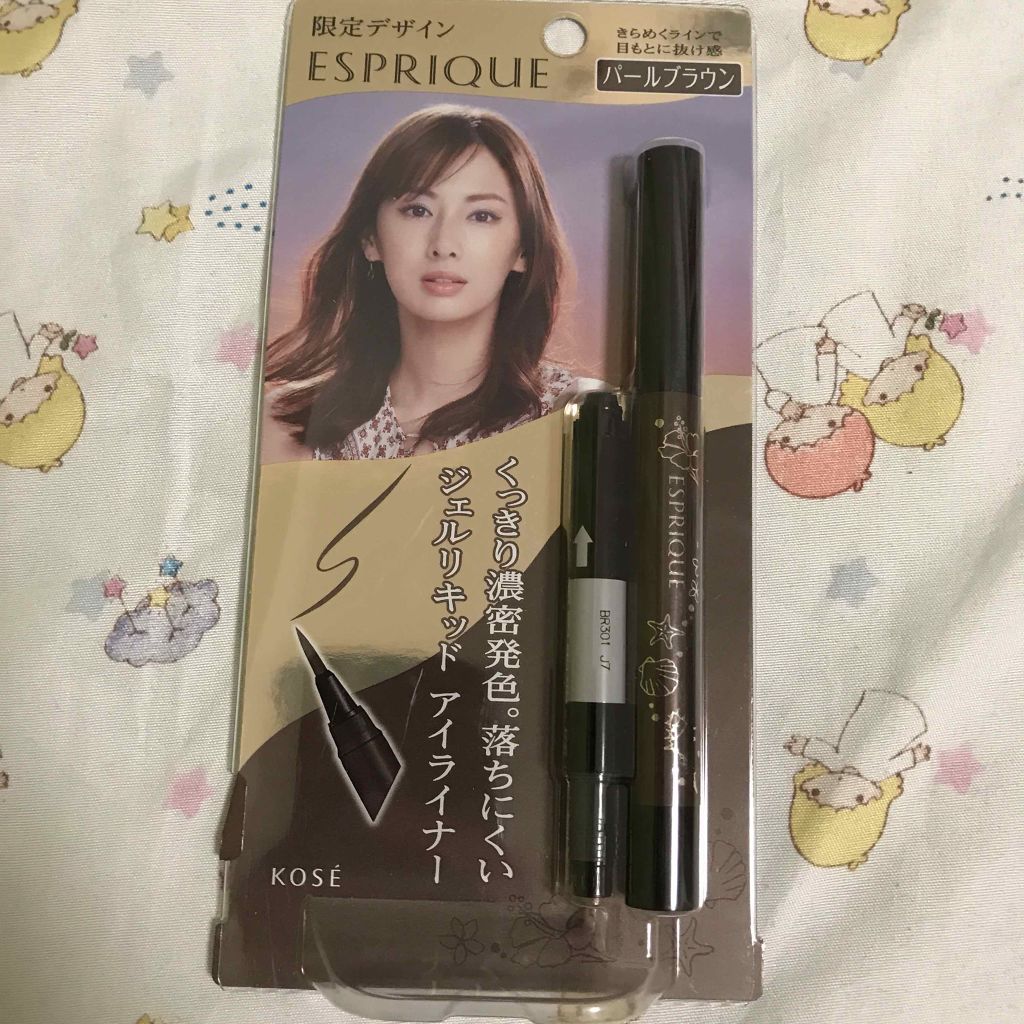 限定デザイン
ESPRIQUE
きらめくラインで
目もとに抜け感
パールブラウン
くっきり濃密発色。落ちにくい
ジェルリキッド アイライナー
BR301 J7
ESPRIQUE
KOSÉ